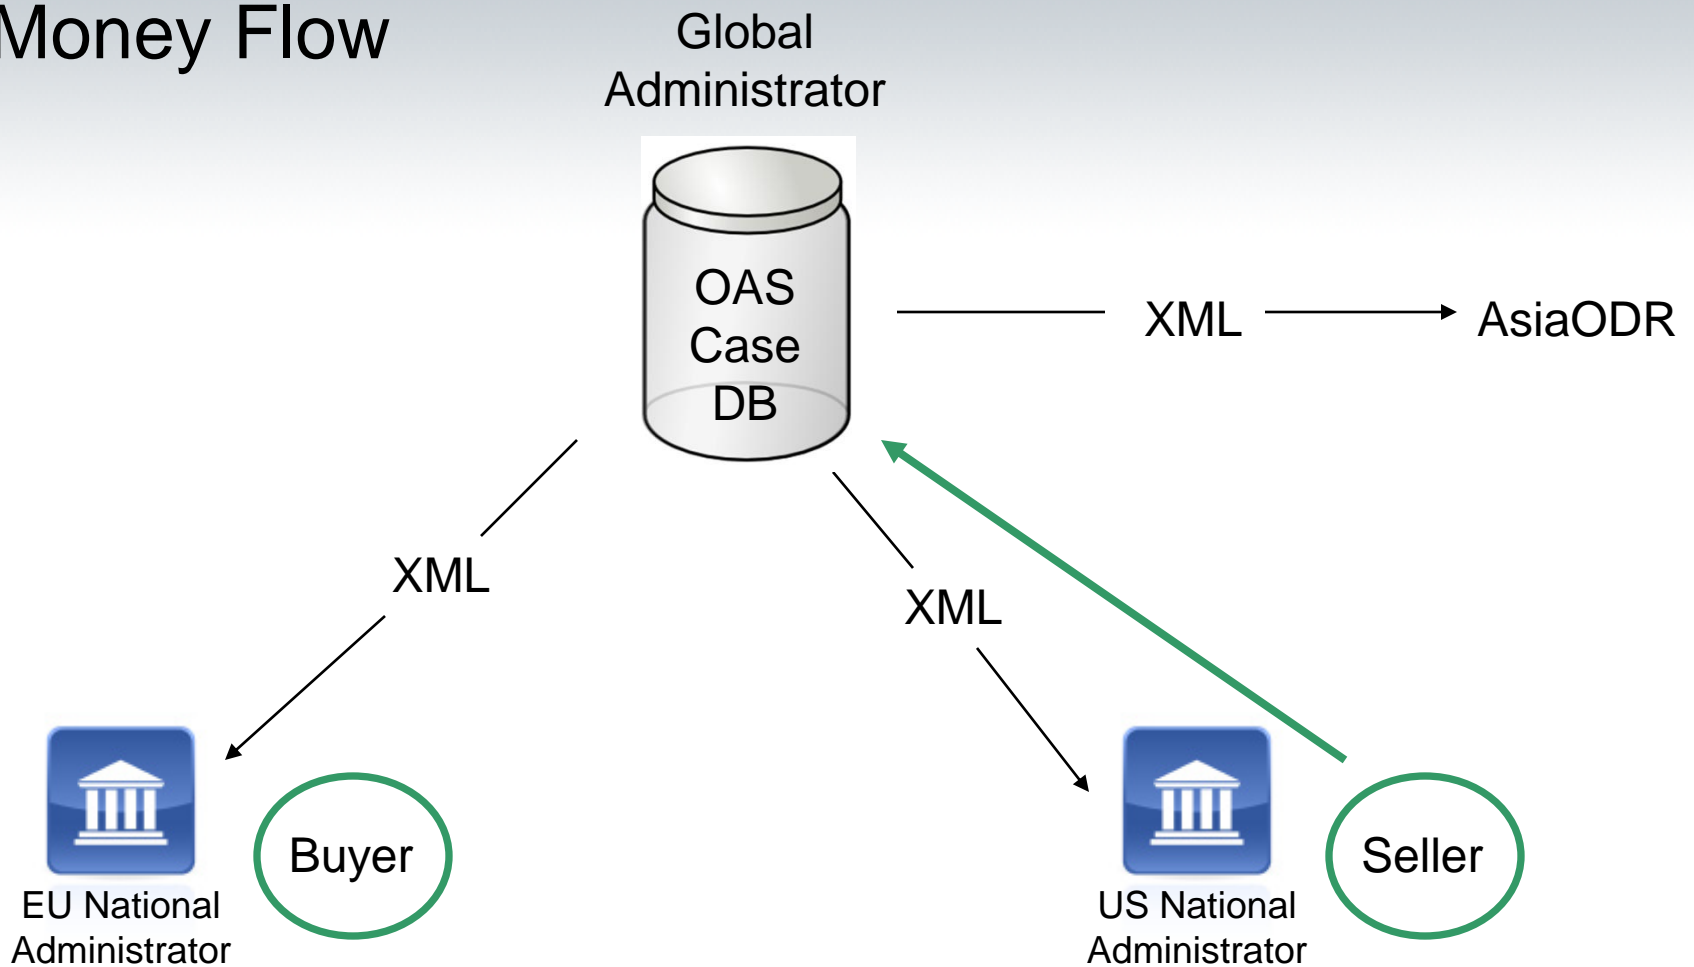 Money Flow
Global
Administrator
OAS
Case
DB
XML
AsiaODR
XML
XML
Buyer
Seller
EU National
Administrator
US National
Administrator